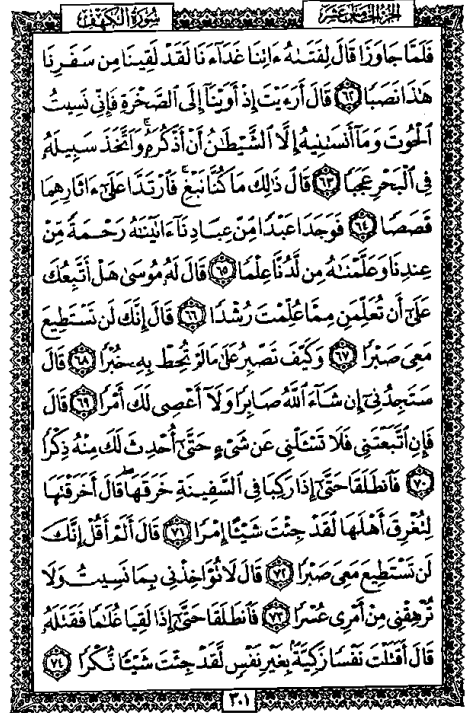 الجزء الخامس عشر
سورة الكهف
فَلَمَّا جَاوَزَا قَالَ لِفَتَىٰهُ ءَاتِنَا غَدَآءَنَا لَقَدْ لَقِينَا مِن سَفَرِنَا
هَٰذَا نَصَبًا ٦٢ قَالَ أَرَءَيْتَ إِذْ أَوَيْنَآ إِلَى ٱلصَّخْرَةِ فَإِنِّى نَسِيتُ
ٱلْحُوتَ وَمَآ أَنسَىٰنِيهُ إِلَّا ٱلشَّيْطَٰنُ أَنْ أَذْكُرَهُۥ ۚ وَٱتَّخَذَ سَبِيلَهُۥ
فِى ٱلْبَحْرِ عَجَبًا ٦٣ قَالَ ذَٰلِكَ مَا كُنَّا نَبْغِ ۚ فَٱرْتَدَّا عَلَىٰٓ ءَاثَارِهِمَا
قَصَصًا ٦٤ فَوَجَدَا عَبْدًا مِّنْ عِبَادِنَآ ءَاتَيْنَٰهُ رَحْمَةً مِّنْ
عِندِنَا وَعَلَّمْنَٰهُ مِن لَّدُنَّا عِلْمًا ٦٥ قَالَ لَهُۥ مُوسَىٰ هَلْ أَتَّبِعُكَ
عَلَىٰٓ أَن تُعَلِّمَنِ مِمَّا عُلِّمْتَ رُشْدًا ٦٦ قَالَ إِنَّكَ لَن تَسْتَطِيعَ
مَعِىَ صَبْرًا ٦٧ وَكَيْفَ تَصْبِرُ عَلَىٰ مَا لَمْ تُحِطْ بِهِۦ خُبْرًا ٦٨ قَالَ
سَتَجِدُنِىٓ إِن شَآءَ ٱللَّهُ صَابِرًا وَلَآ أَعْصِى لَكَ أَمْرًا ٦٩ قَالَ
فَإِنِ ٱتَّبَعْتَنِى فَلَا تَسْـَٔلْنِى عَن شَىْءٍ حَتَّىٰٓ أُحْدِثَ لَكَ مِنْهُ ذِكْرًا
٧٠ فَٱنطَلَقَا حَتَّىٰٓ إِذَا رَكِبَا فِى ٱلسَّفِينَةِ خَرَقَهَا ۖ قَالَ أَخَرَقْتَهَا
لِتُغْرِقَ أَهْلَهَا لَقَدْ جِئْتَ شَيْـًٔا إِمْرًا ٧١ قَالَ أَلَمْ أَقُلْ إِنَّكَ
لَن تَسْتَطِيعَ مَعِىَ صَبْرًا ٧٢ قَالَ لَا تُؤَاخِذْنِى بِمَا نَسِيتُ وَلَا
تُرْهِقْنِى مِنْ أَمْرِى عُسْرًا ٧٣ فَٱنطَلَقَا حَتَّىٰٓ إِذَا لَقِيَا غُلَٰمًا فَقَتَلَهُۥ
قَالَ أَقَتَلْتَ نَفْسًا زَكِيَّةًۢ بِغَيْرِ نَفْسٍ لَّقَدْ جِئْتَ شَيْـًٔا نُّكْرًا ٧٤
٣٠١